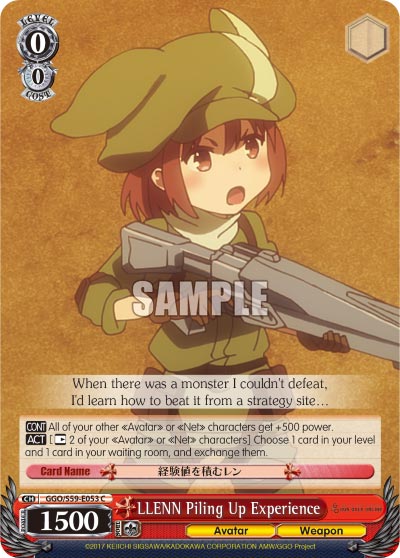 LEVEL
0
0
COST
SAMPLE
When there was a monster I couldn't defeat,
I'd learn how to beat it from a strategy site…
CONT All of your other «Avatar» or «Net» characters get +500 power.
ACT [ 2 of your «Avatar» or «Net» characters] Choose 1 card in your level
and 1 card in your waiting room, and exchange them.
Card Name 経験値を積むレン
CH GGO/S59-E053 C
LLENN Piling Up Experience
POWER 1500
Avatar Weapon
©2017 KEIICHI SIGSAWA/KADOKAWA CORPORATION AMW/GGO Project